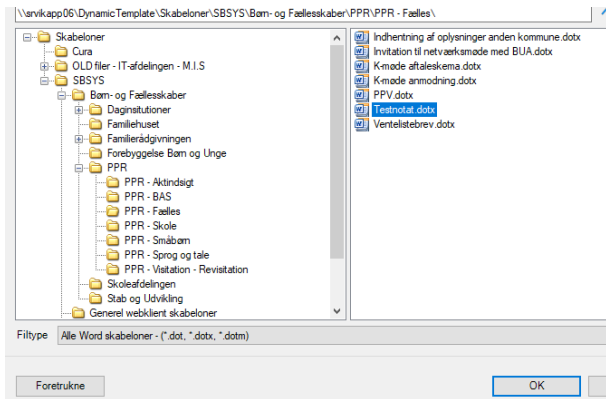 \\srvikapp06\DynamicTemplate\Skabeloner\SBSYS\Børn- og Fællesskaber\PPR\PPR - Fælles\
Skabeloner
Cura
OLD filer - IT-afdelingen - M.I.S
SBSYS
Børn- og Fællesskaber
Daginsitutioner
Familiehuset
Familierådgivningen
Forebyggelse Børn og Unge
PPR
PPR - Aktindsigt
PPR - BAS
PPR - Fælles
PPR - Skole
PPR - Småbørn
PPR - Sprog og tale
PPR - Visitation - Revisitation
Skoleafdelingen
Stab og Udvikling
Generel webklient skabeloner
Indhentning af oplysninger anden kommune.dotx
Invitation til netværksmøde med BUA.dotx
K-møde aftaleskema.dotx
K-møde anmodning.dotx
PPV.dotx
Testnotat.dotx
Ventelistebrev.dotx
Filtype Alle Word skabeloner - (*.dot, *.dotx, *.dotm)
Foretrukne OK